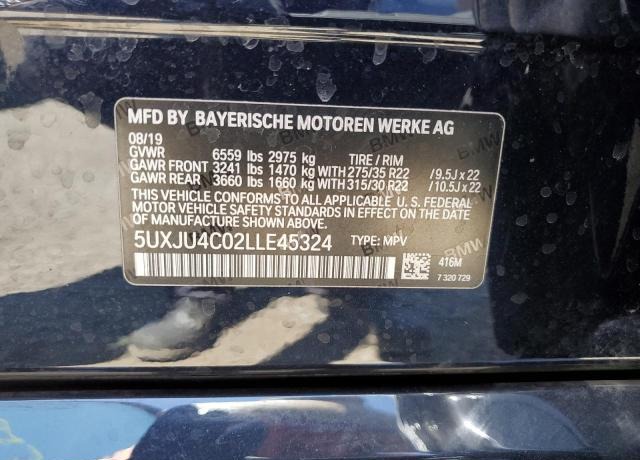 MFD BY BAYERISCHE MOTOREN WERKE AG
08/19
GVWR 6559 lbs 2975 kg TIRE / RIM
GAWR FRONT 3241 lbs 1470 kg WITH 275/35 R22 / 9.5J x 22
GAWR REAR 3660 lbs 1660 kg WITH 315/30 R22 / 10.5J x 22
THIS VEHICLE CONFORMS TO ALL APPLICABLE U. S. FEDERAL
MOTOR VEHICLE SAFETY STANDARDS IN EFFECT ON THE DATE
OF MANUFACTURE SHOWN ABOVE.
5UXJU4C02LLE45324 TYPE: MPV
416M
7 320 729